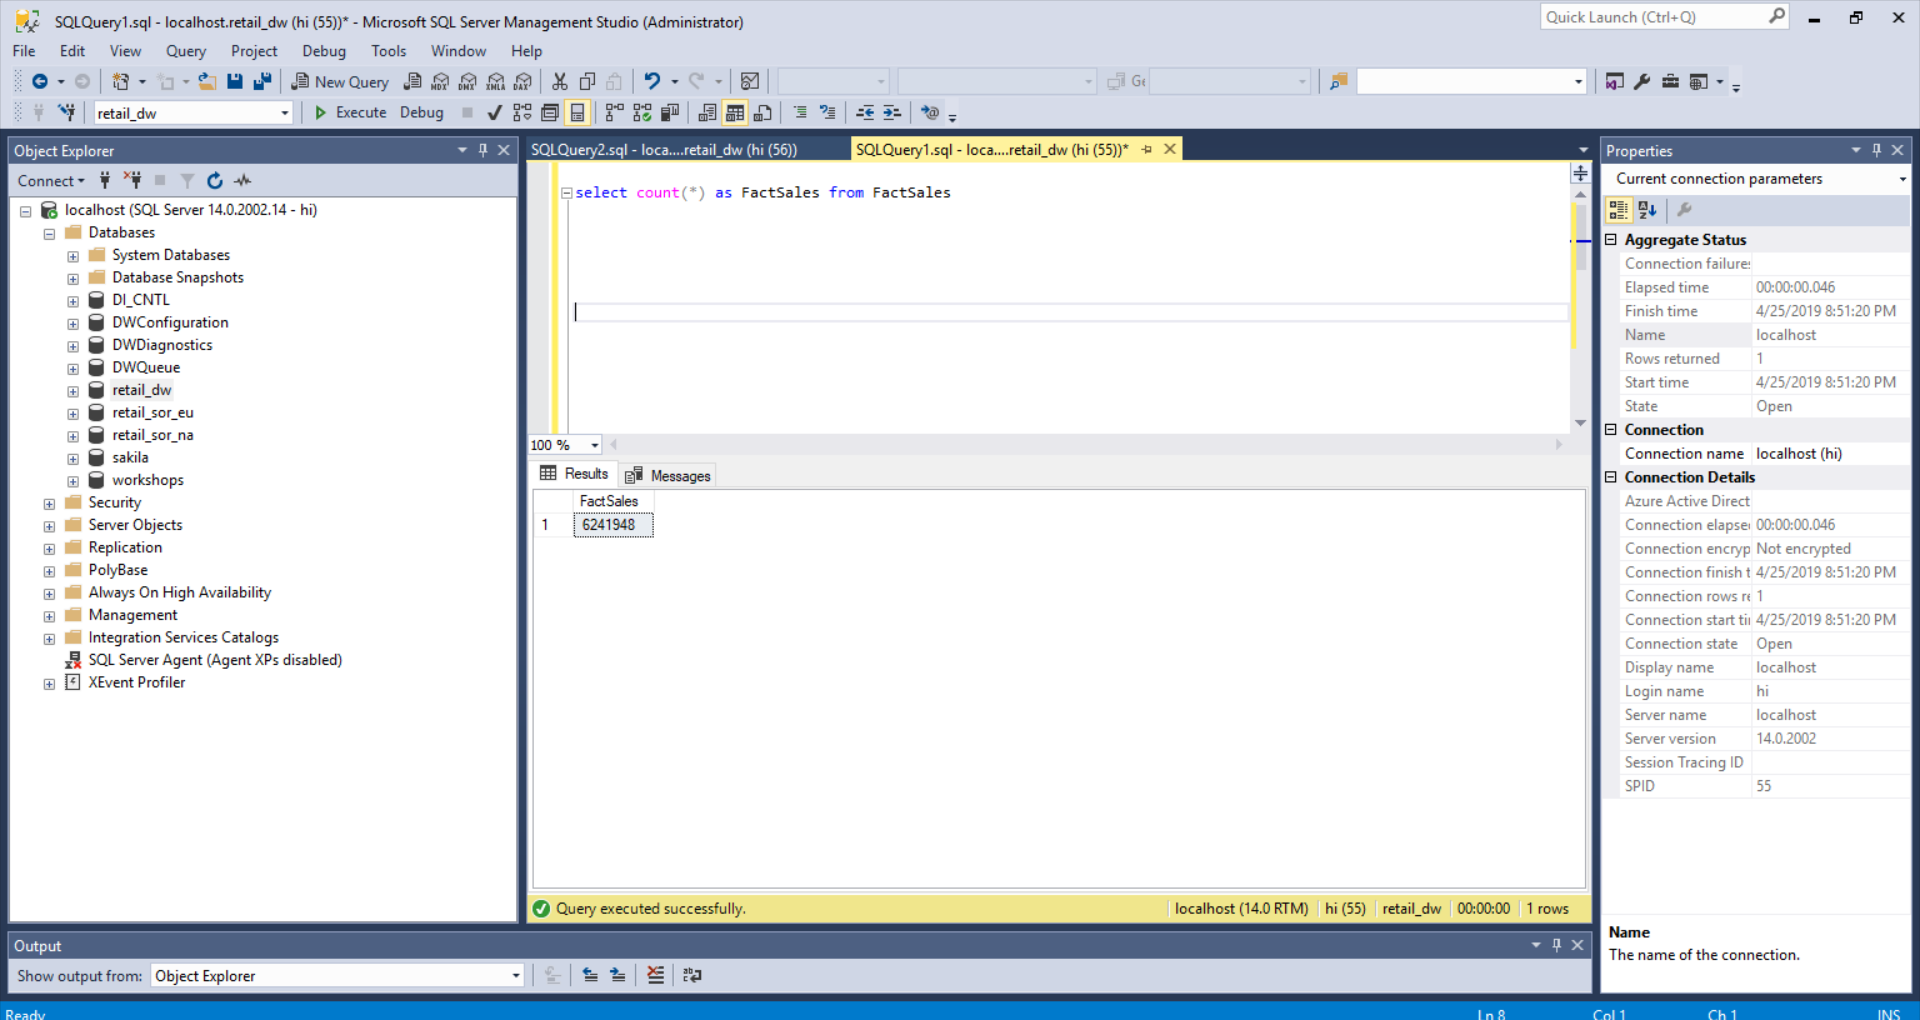 SQLQuery1.sql - localhost.retail_dw (hi (55))* - Microsoft SQL Server Management Studio (Administrator)
Quick Launch (Ctrl+Q)
File Edit View Query Project Debug Tools Window Help
New Query MDX DMX XMLA DAX
retail_dw Execute Debug
Object Explorer
Connect
localhost (SQL Server 14.0.2002.14 - hi)
Databases
System Databases
Database Snapshots
DI_CNTL
DWConfiguration
DWDiagnostics
DWQueue
retail_dw
retail_sor_eu
retail_sor_na
sakila
workshops
Security
Server Objects
Replication
PolyBase
Always On High Availability
Management
Integration Services Catalogs
SQL Server Agent (Agent XPs disabled)
XEvent Profiler
SQLQuery2.sql - loca....retail_dw (hi (56))
SQLQuery1.sql - loca....retail_dw (hi (55))*
select count(*) as FactSales from FactSales
100 %
Results Messages
FactSales
1 6241948
Query executed successfully.
localhost (14.0 RTM) hi (55) retail_dw 00:00:00 1 rows
Properties
Current connection parameters
Aggregate Status
Connection failures
Elapsed time 00:00:00.046
Finish time 4/25/2019 8:51:20 PM
Name localhost
Rows returned 1
Start time 4/25/2019 8:51:20 PM
State Open
Connection
Connection name localhost (hi)
Connection Details
Azure Active Direct
Connection elapse 00:00:00.046
Connection encryp Not encrypted
Connection finish t 4/25/2019 8:51:20 PM
Connection rows re 1
Connection start ti 4/25/2019 8:51:20 PM
Connection state Open
Display name localhost
Login name hi
Server name localhost
Server version 14.0.2002
Session Tracing ID
SPID 55
Name
The name of the connection.
Output
Show output from: Object Explorer
Ready Ln 8 Col 1 Ch 1 INS